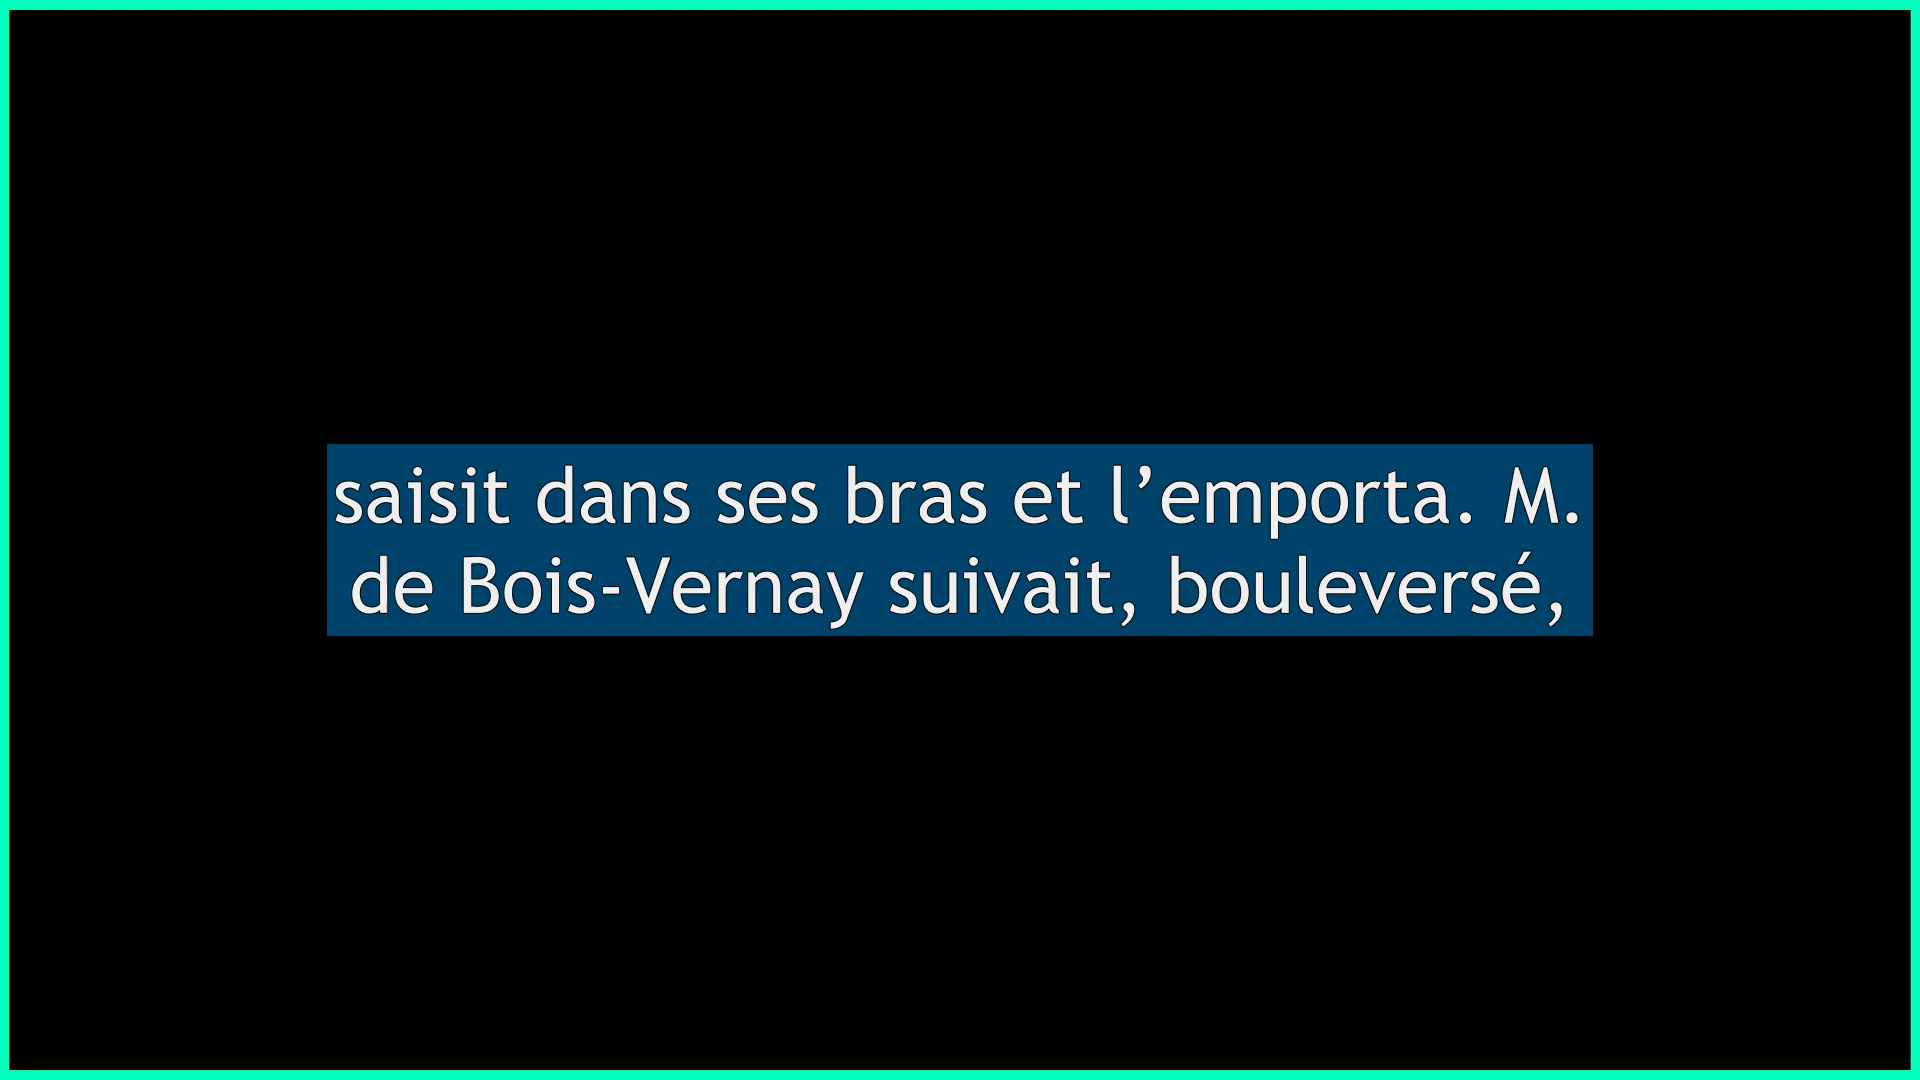 saisit dans ses bras et l’emporta. M.
de Bois-Vernay suivait, bouleversé,